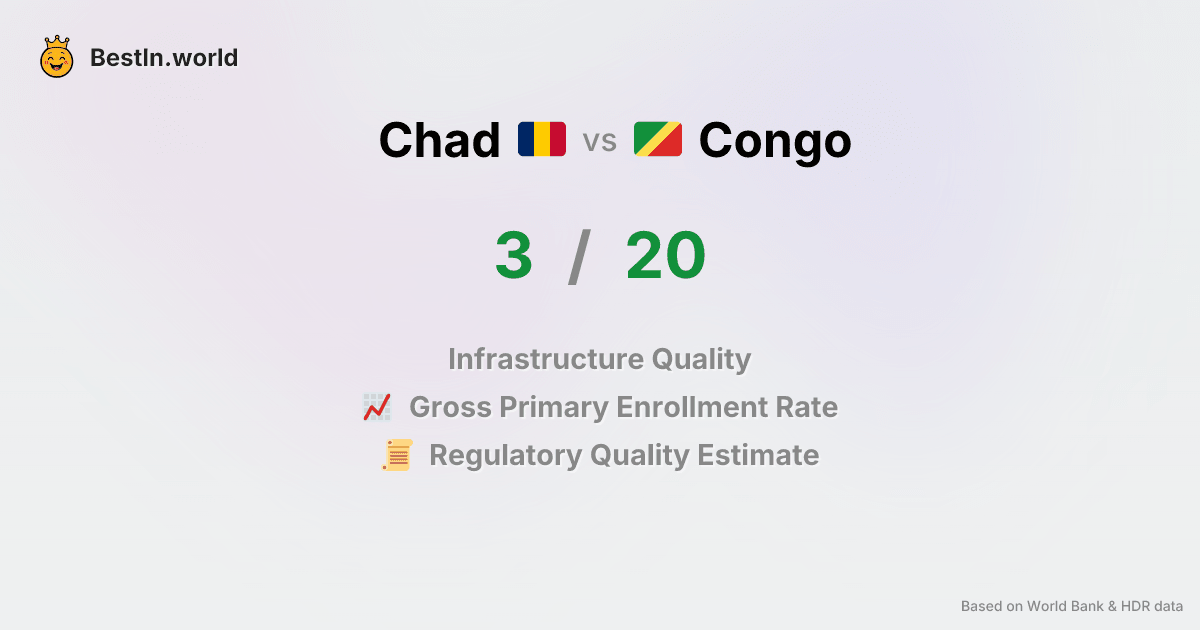 BestIn.world
Chad vs Congo
3 / 20
Infrastructure Quality
Gross Primary Enrollment Rate
Regulatory Quality Estimate
Based on World Bank & HDR data